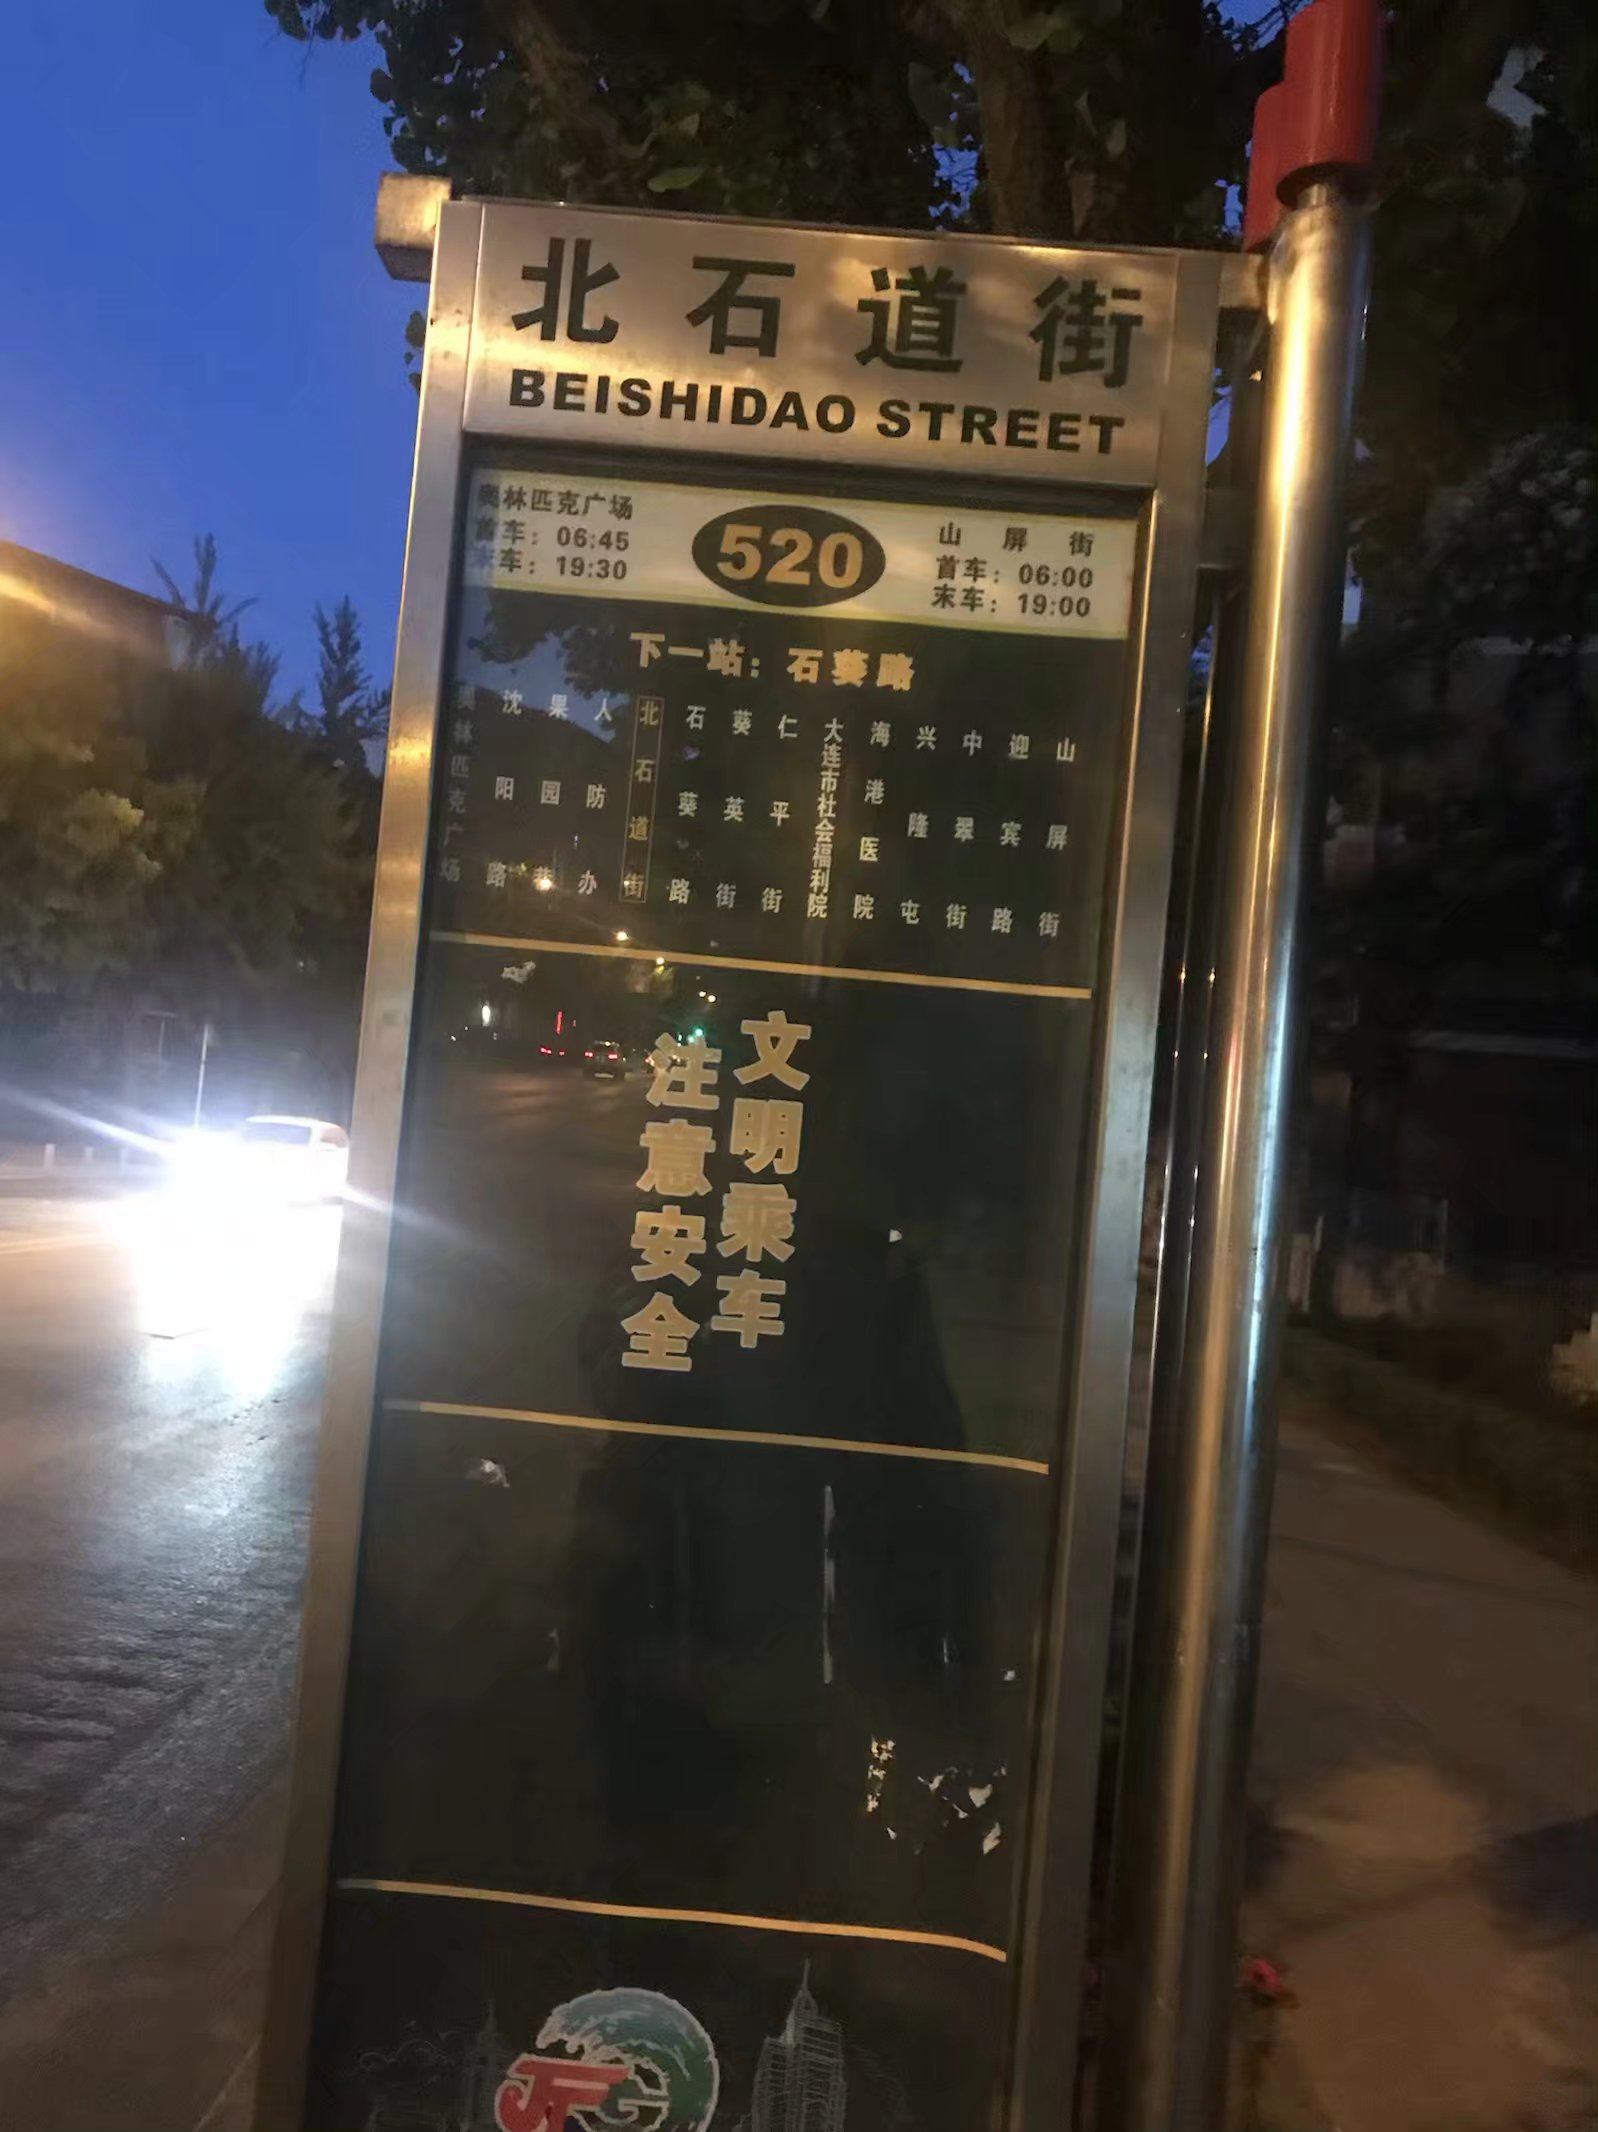 北石道街
BEISHIDAO STREET
奥林匹克广场
首车：06:45
末车：19:30
520
山屏街
首车：06:00
末车：19:00
下一站：石葵路
奥林匹克广场
沈阳路
果园巷
人防办
北石道街
石葵路
葵英街
仁平街
大连市社会福利院
海港医院
兴隆屯
中翠街
迎宾路
山屏街
文明乘车
注意安全